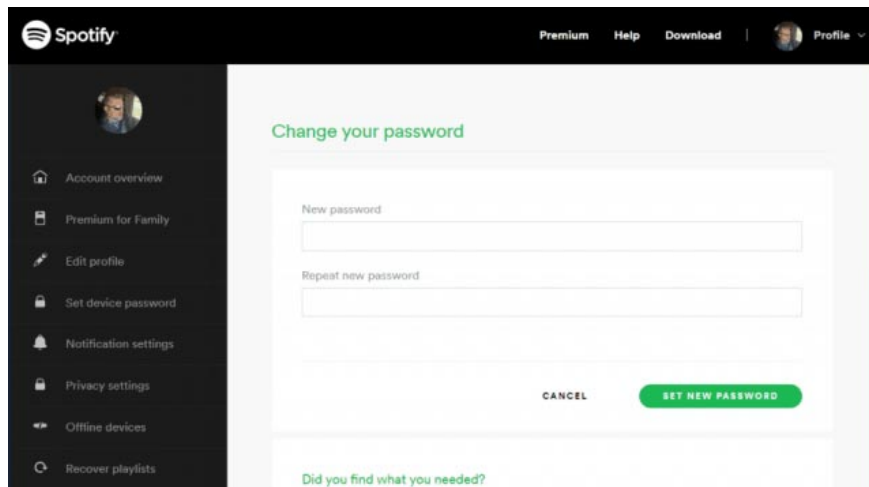 Spotify
Premium Help Download | Profile
Change your password
Account overview
Premium for Family
Edit profile
Set device password
Notification settings
Privacy settings
Offline devices
Recover playlists
New password
Repeat new password
CANCEL SET NEW PASSWORD
Did you find what you needed?